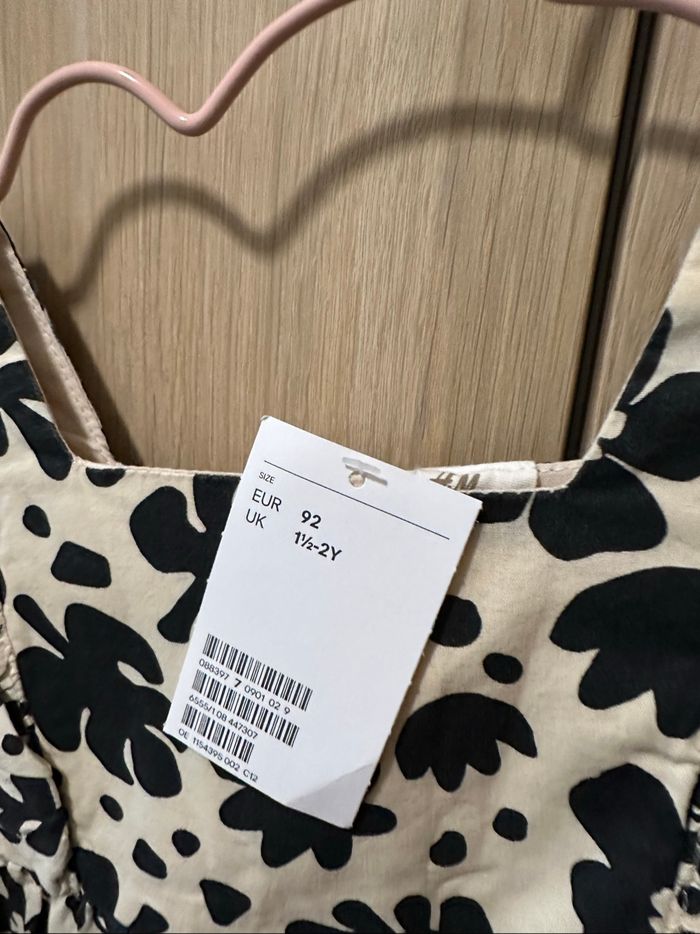 SIZE
EUR 92
UK 1½-2Y
088397 7 0901 02 9
6555/108 447307
OE 1154395 002 C12
H&M